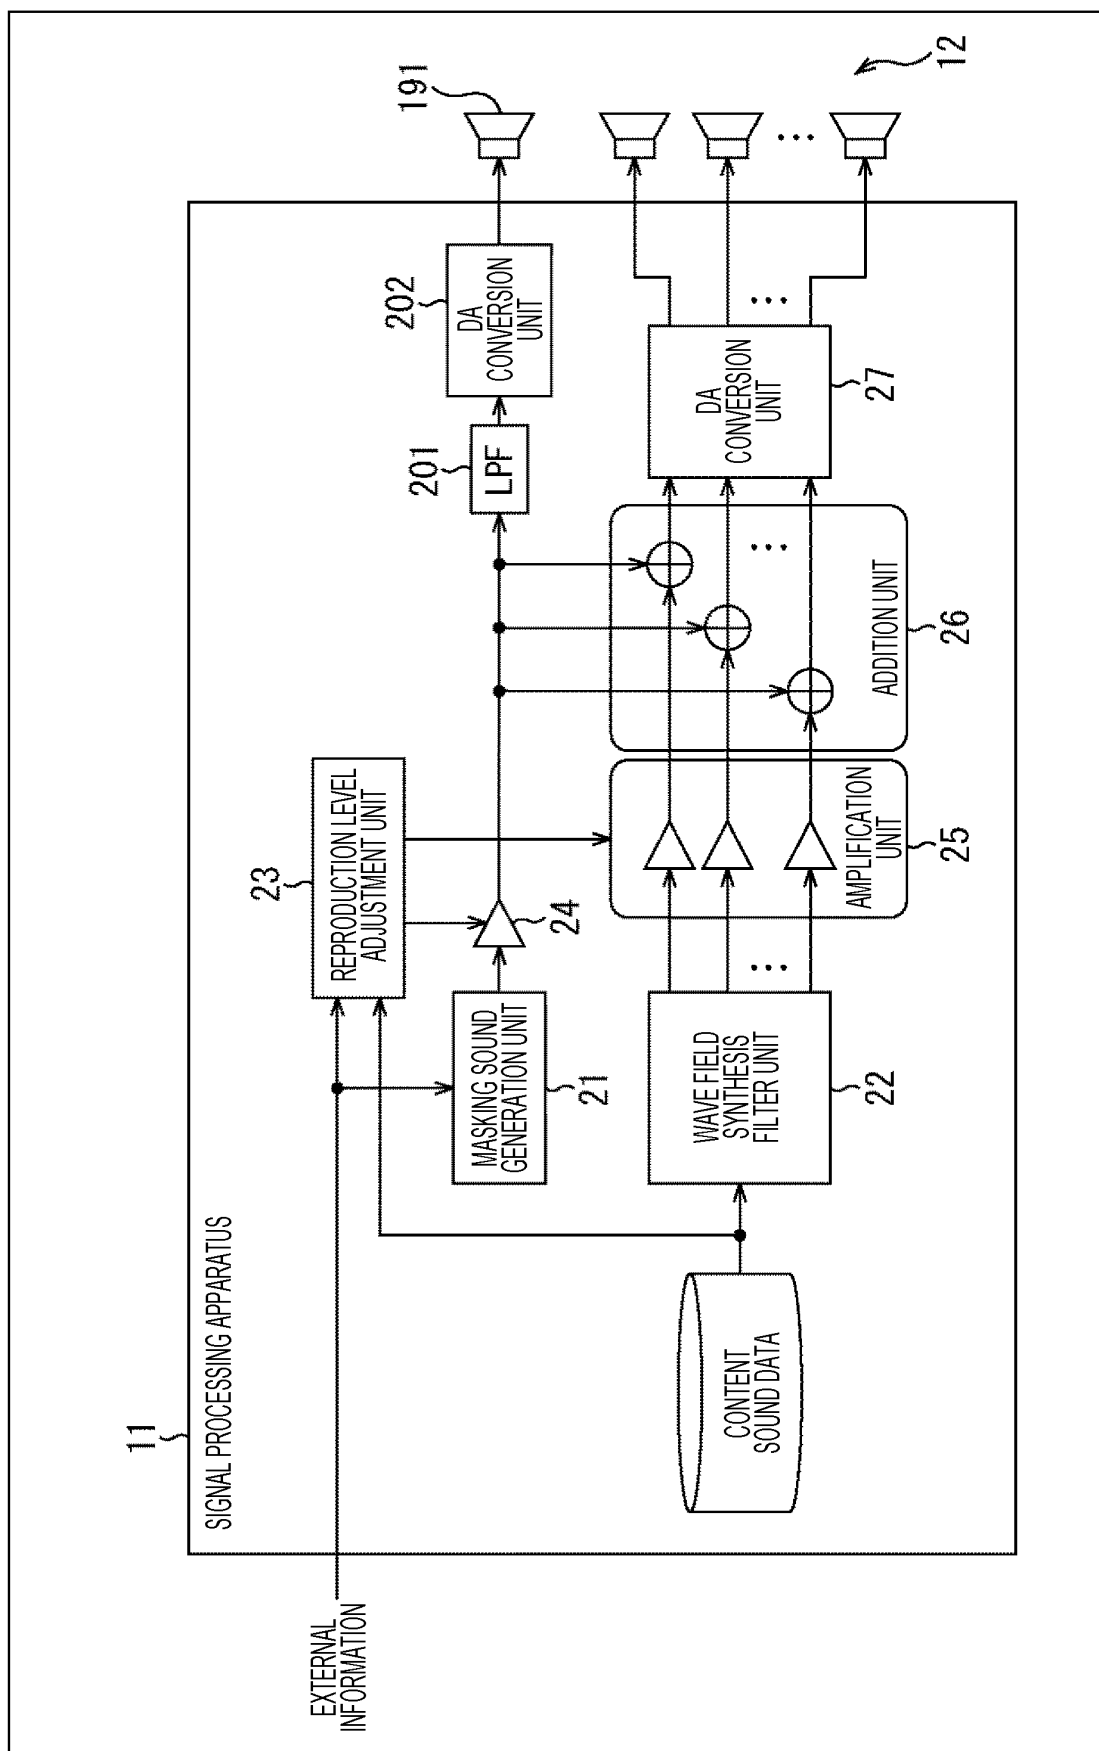 11
SIGNAL PROCESSING APPARATUS
EXTERNAL
INFORMATION
23
REPRODUCTION LEVEL
ADJUSTMENT UNIT
MASKING SOUND
GENERATION UNIT
21
24
201
LPF
202
DA
CONVERSION
UNIT
191
CONTENT
SOUND DATA
WAVE FIELD
SYNTHESIS
FILTER UNIT
22
...
AMPLIFICATION
UNIT
25
...
ADDITION UNIT
26
DA
CONVERSION
UNIT
27
...
...
12